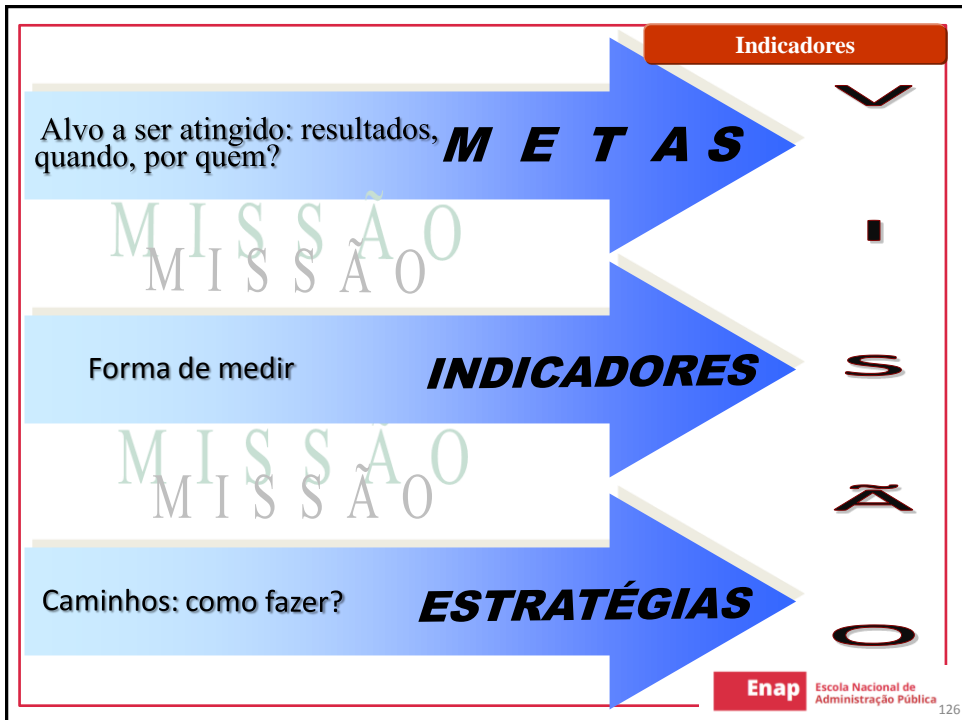 Indicadores
Alvo a ser atingido: resultados,
quando, por quem?
M E T A S
MISSÃO
MISSÃO
Forma de medir
INDICADORES
MISSÃO
MISSÃO
Caminhos: como fazer?
ESTRATÉGIAS
V
I
S
Ã
O
Enap
Escola Nacional de
Administração Pública
126